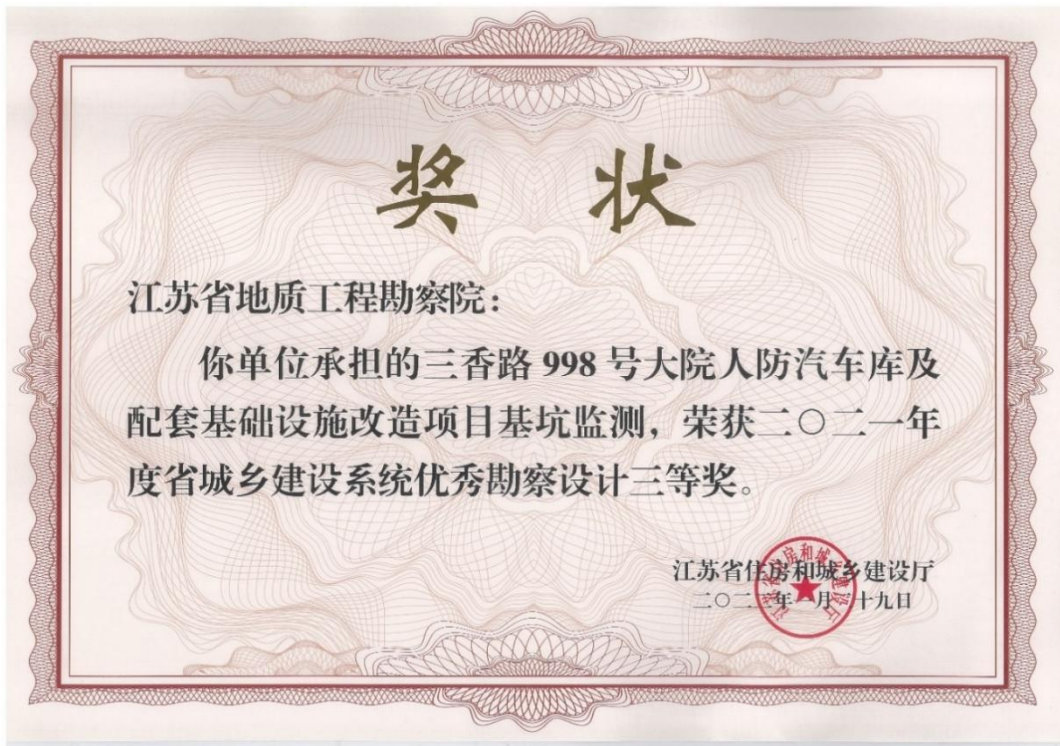 奖 状
江苏省地质工程勘察院：
你单位承担的三香路 998 号大院人防汽车库及
配套基础设施改造项目基坑监测，荣获二〇二一年
度省城乡建设系统优秀勘察设计三等奖。
江苏省住房和城乡建设厅
二〇二 年 月 十九日